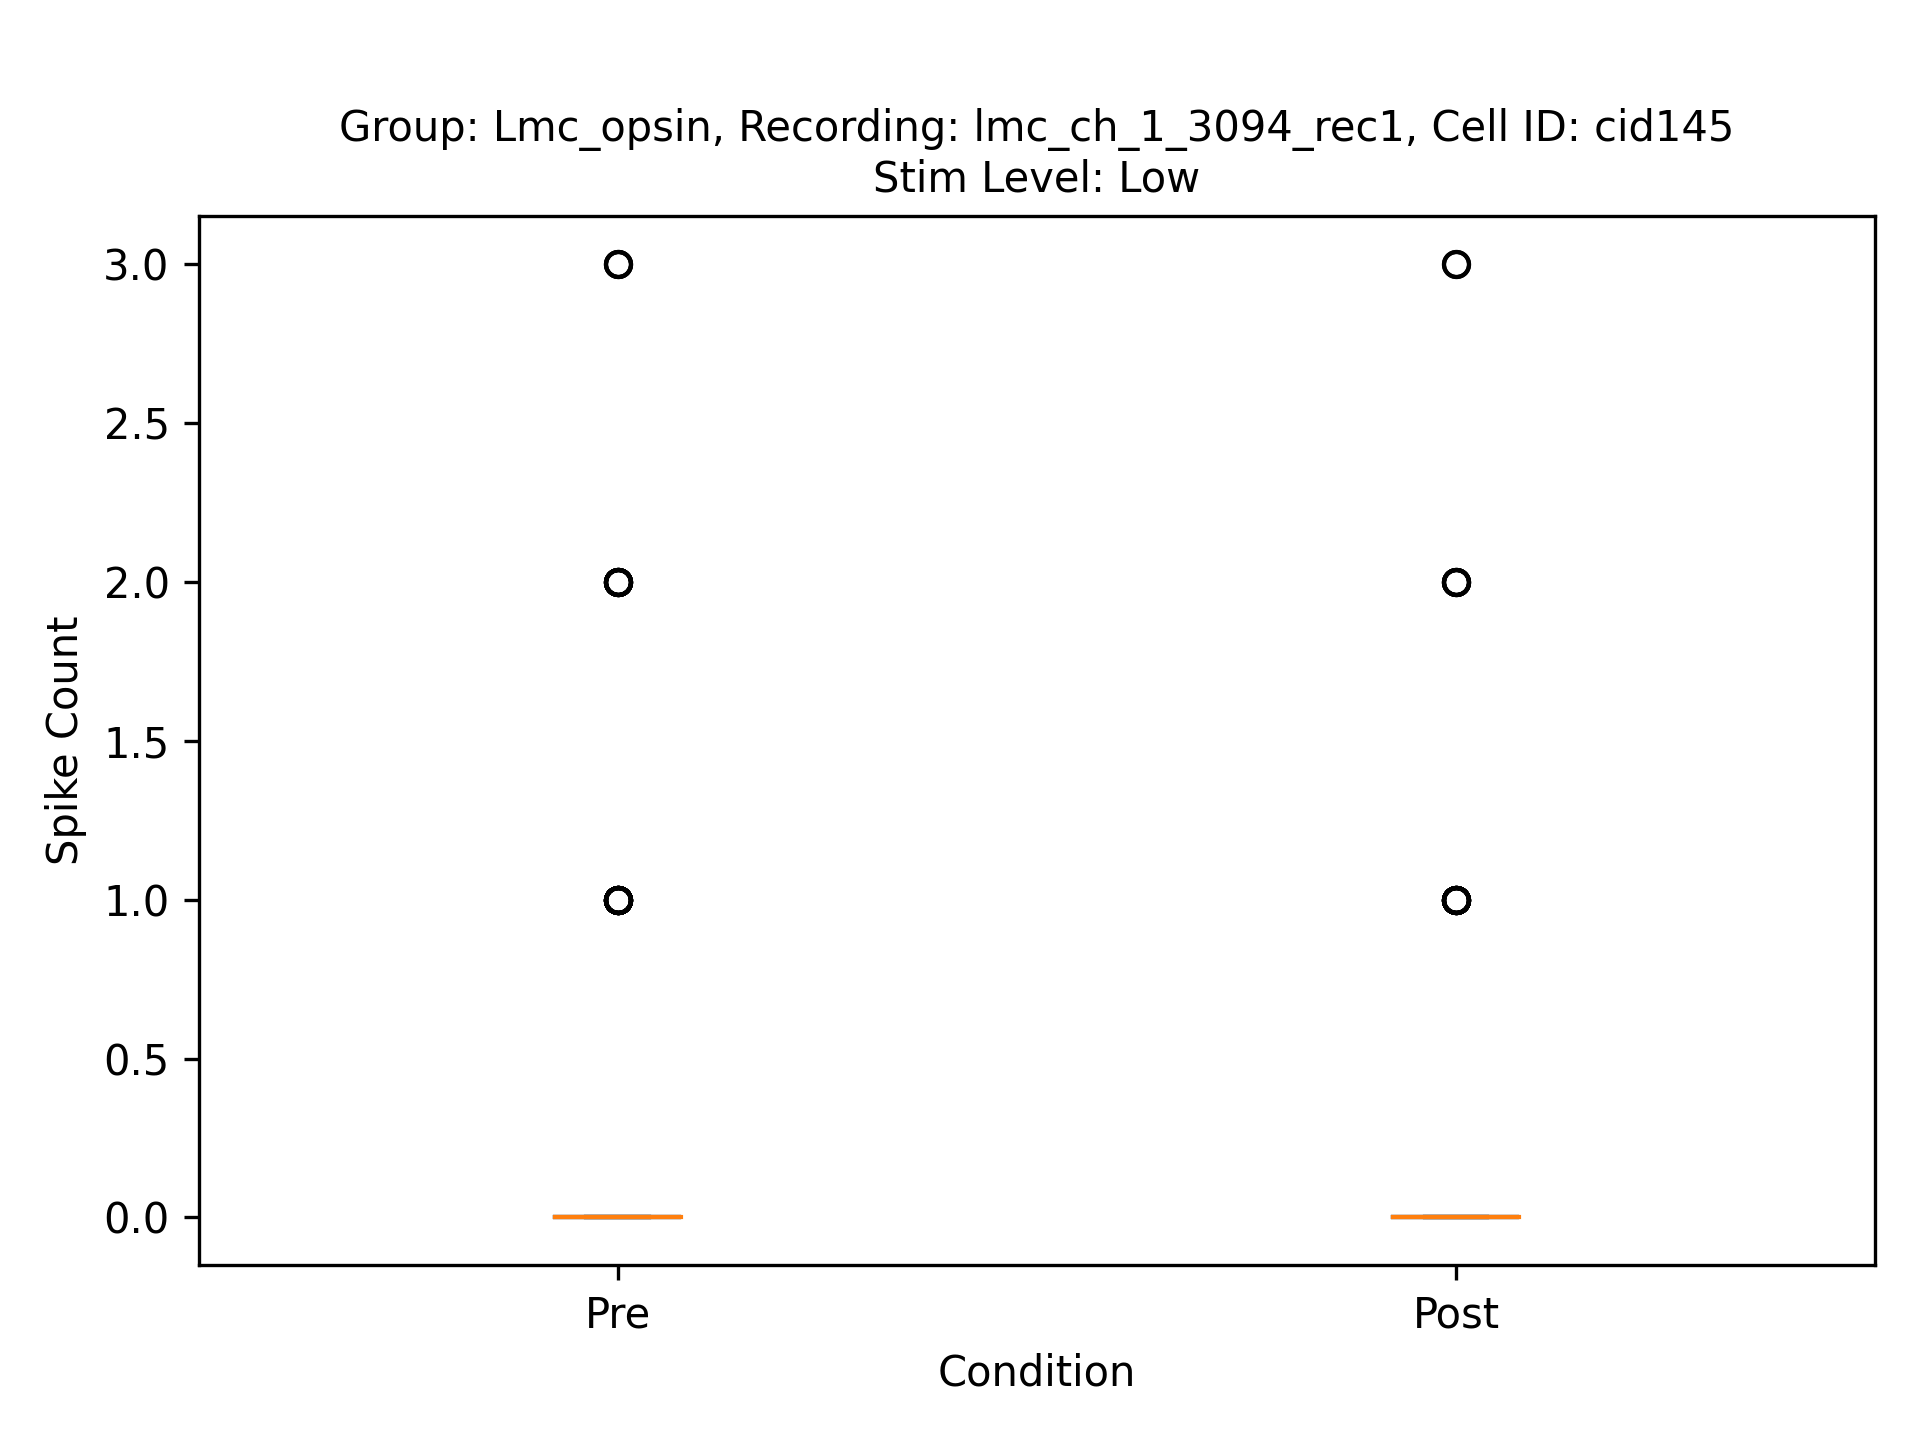 Group: Lmc_opsin, Recording: lmc_ch_1_3094_rec1, Cell ID: cid145
Stim Level: Low
3.0
2.5
2.0
1.5
1.0
0.5
0.0
Spike Count
Pre
Post
Condition